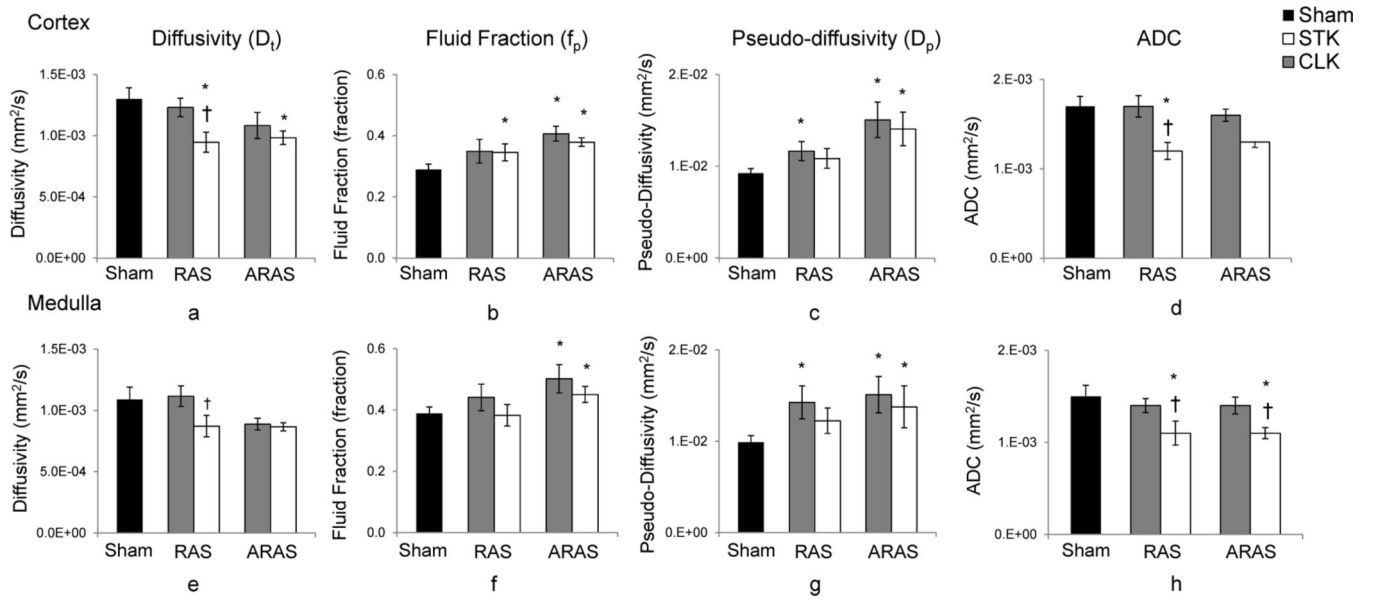 Cortex
Sham
STK
CLK
Diffusivity (Dt)
Diffusivity (mm2/s)
1.5E-03
1.0E-03
5.0E-04
0.0E+00
*
†
*
Sham RAS ARAS
a
Fluid Fraction (fp)
Fluid Fraction (fraction)
0.6
0.4
0.2
0.0
*
*
*
Sham RAS ARAS
b
Pseudo-diffusivity (Dp)
Pseudo-Diffusivity (mm2/s)
2.E-02
1.E-02
0.E+00
*
*
*
Sham RAS ARAS
c
ADC
ADC (mm2/s)
2.E-03
1.E-03
0.E+00
*
†
Sham RAS ARAS
d
Medulla
Diffusivity (mm2/s)
1.5E-03
1.0E-03
5.0E-04
0.0E+00
†
Sham RAS ARAS
e
Fluid Fraction (fraction)
0.6
0.4
0.2
0.0
*
*
Sham RAS ARAS
f
Pseudo-Diffusivity (mm2/s)
2.E-02
1.E-02
0.E+00
*
*
*
Sham RAS ARAS
g
ADC (mm2/s)
2.E-03
1.E-03
0.E+00
*
†
*
†
Sham RAS ARAS
h